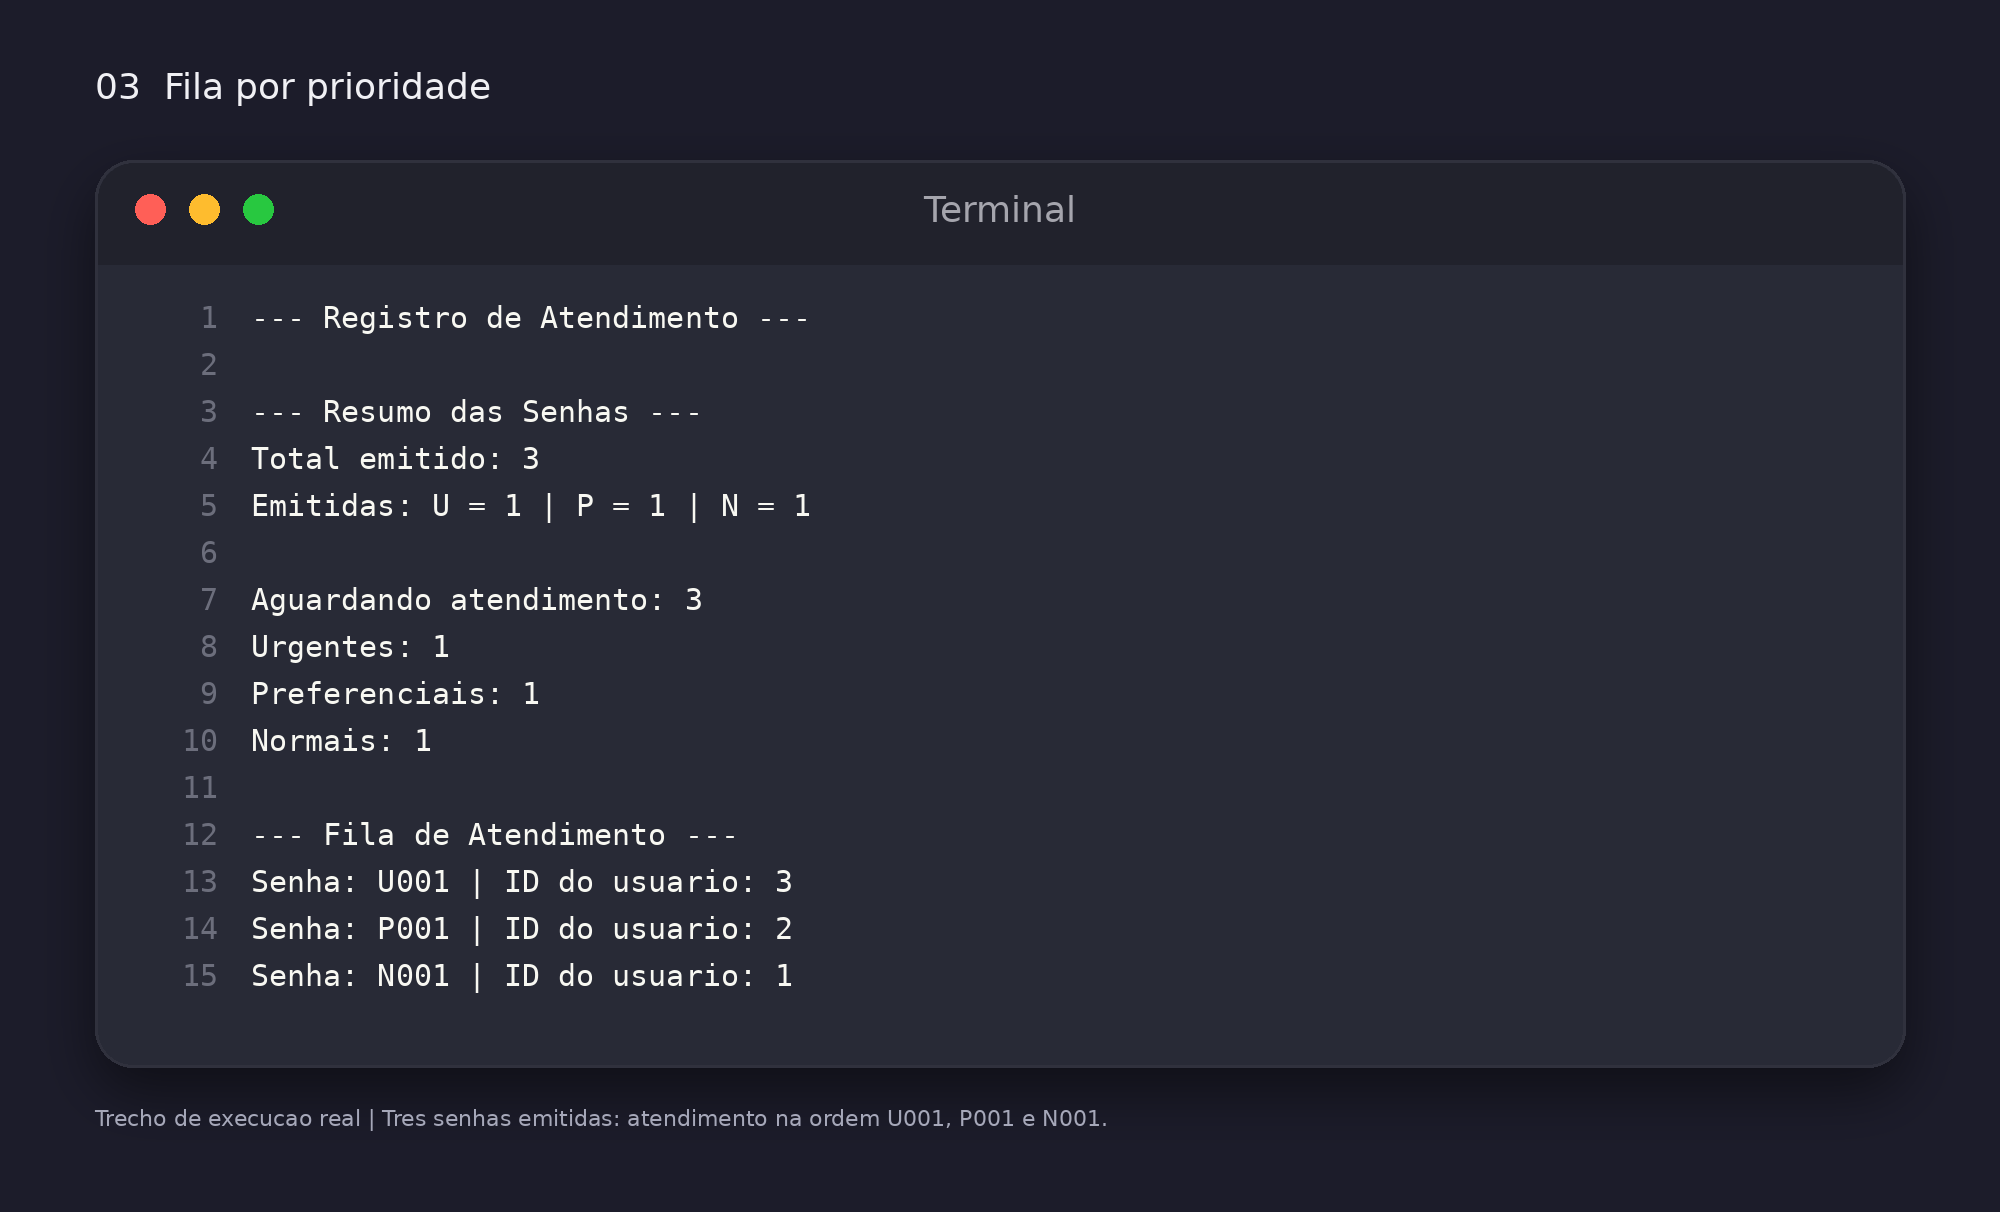 03  Fila por prioridade
Terminal
1 --- Registro de Atendimento ---
2
3 --- Resumo das Senhas ---
4 Total emitido: 3
5 Emitidas: U = 1 | P = 1 | N = 1
6
7 Aguardando atendimento: 3
8 Urgentes: 1
9 Preferenciais: 1
10 Normais: 1
11
12 --- Fila de Atendimento ---
13 Senha: U001 | ID do usuario: 3
14 Senha: P001 | ID do usuario: 2
15 Senha: N001 | ID do usuario: 1
Trecho de execucao real | Tres senhas emitidas: atendimento na ordem U001, P001 e N001.